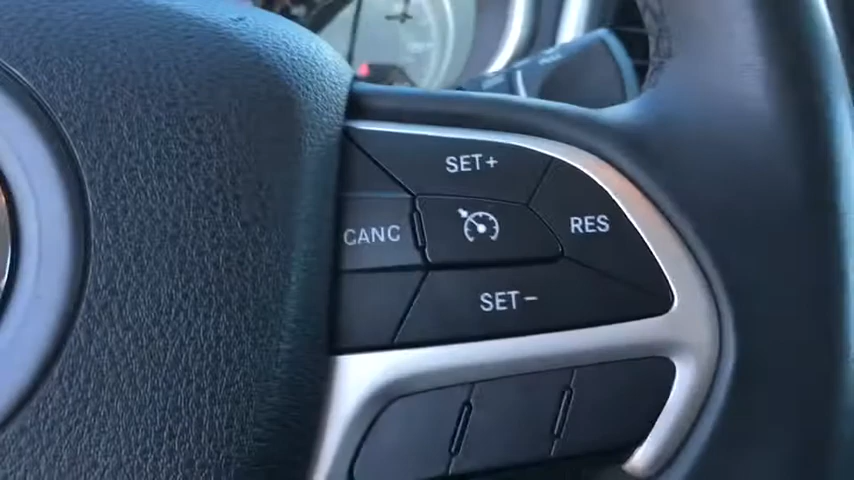 SET +
CANC
RES
SET −